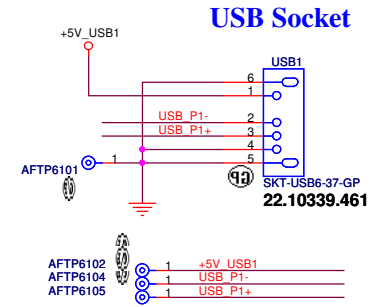 USB Socket
+5V_USB1
USB1
6
1
USB_P1-
2
USB_P1+
3
4
AFTP6101
1
5
SKT-USB6-37-GP
22.10339.461
AFTP6102
1
+5V_USB1
AFTP6104
1
USB_P1-
AFTP6105
1
USB_P1+